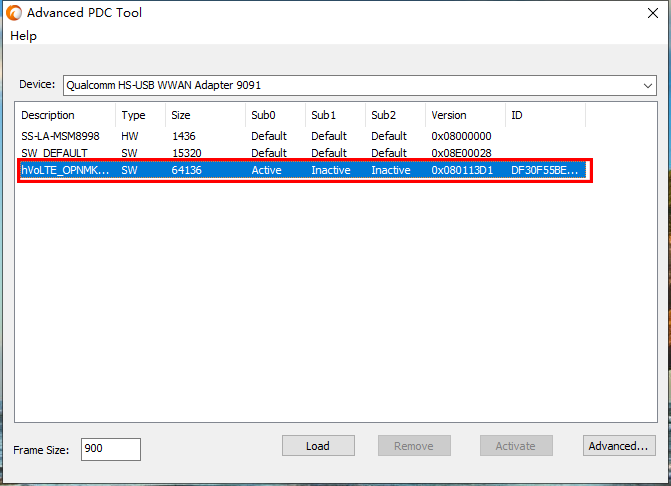 Advanced PDC Tool
Help
Device: Qualcomm HS-USB WWAN Adapter 9091
Description Type Size Sub0 Sub1 Sub2 Version ID
SS-LA-MSM8998 HW 1436 Default Default Default 0x08000000
SW_DEFAULT SW 15320 Default Default Default 0x08E00028
hVoLTE_OPNMK... SW 64136 Active Inactive Inactive 0x080113D1 DF30F55BE...
Frame Size: 900 Load Remove Activate Advanced...